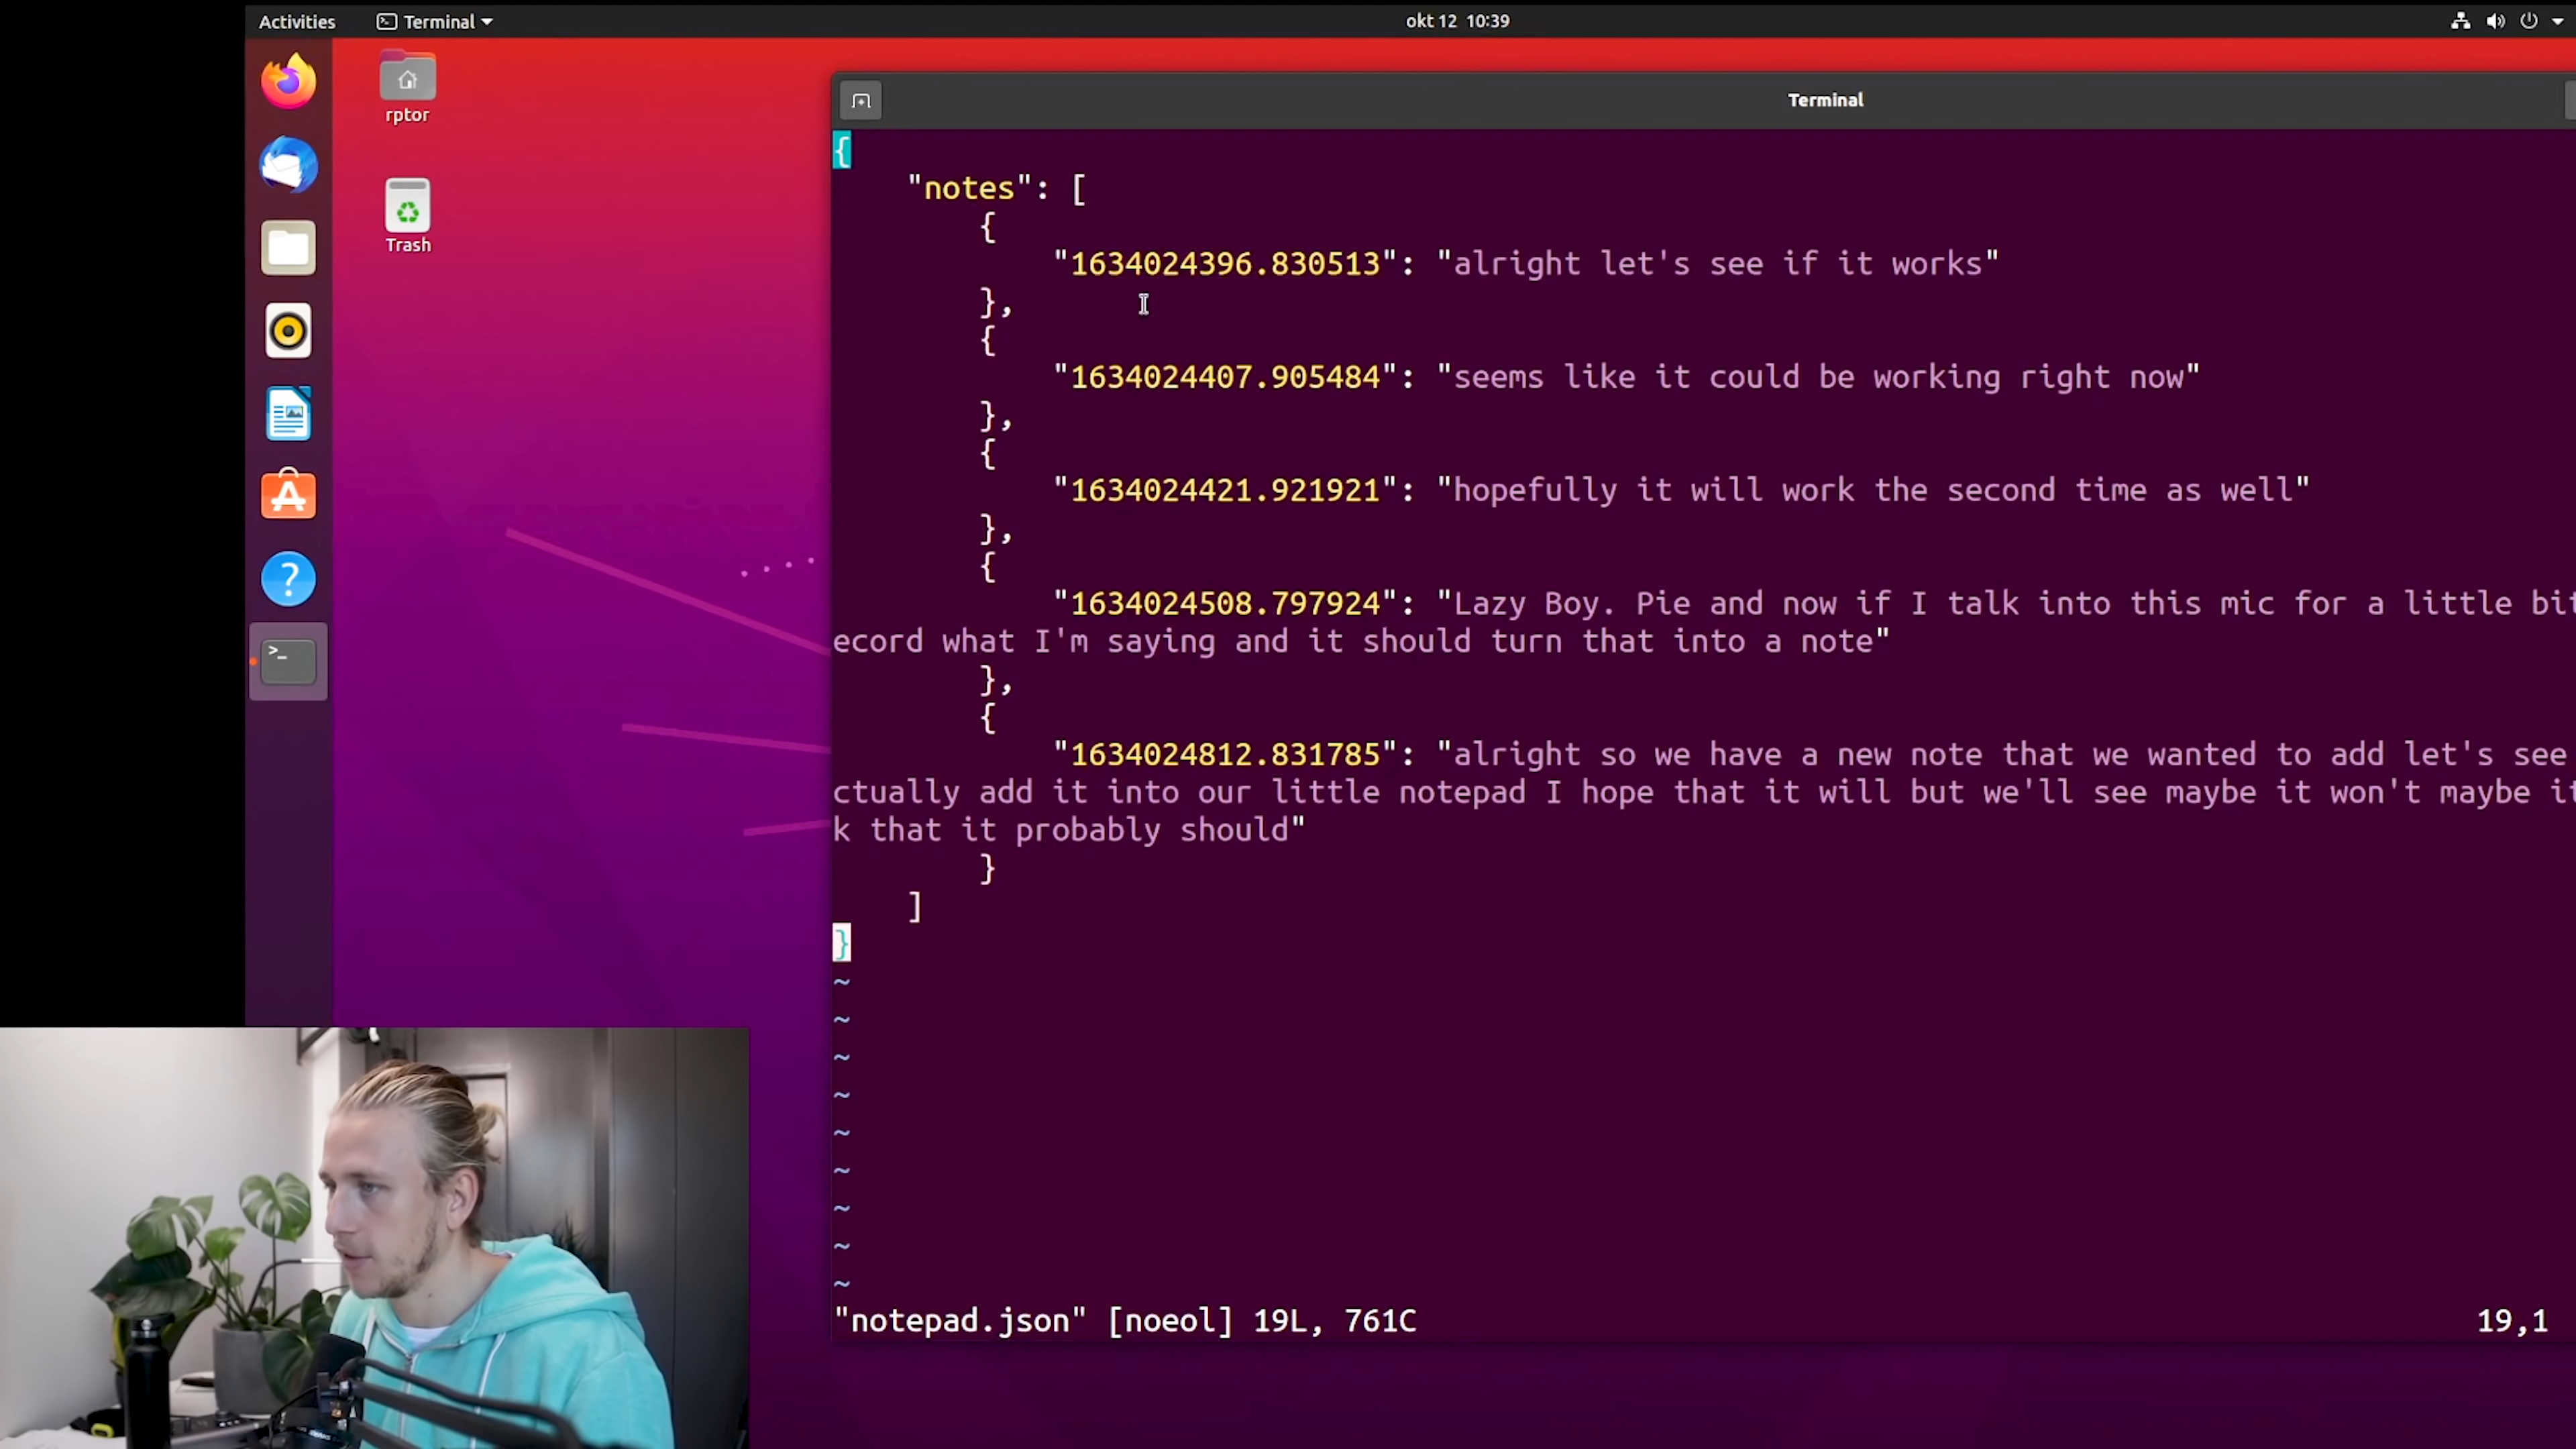 Activities Terminal okt 12 10:39
rptor
Trash
Terminal
{
"notes": [
{
"1634024396.830513": "alright let's see if it works"
},
{
"1634024407.905484": "seems like it could be working right now"
},
{
"1634024421.921921": "hopefully it will work the second time as well"
},
{
"1634024508.797924": "Lazy Boy. Pie and now if I talk into this mic for a little bit
ecord what I'm saying and it should turn that into a note"
},
{
"1634024812.831785": "alright so we have a new note that we wanted to add let's see
ctually add it into our little notepad I hope that it will but we'll see maybe it won't maybe it
k that it probably should"
}
]
}
~
~
~
~
~
~
~
~
~
"notepad.json" [noeol] 19L, 761C 19,1